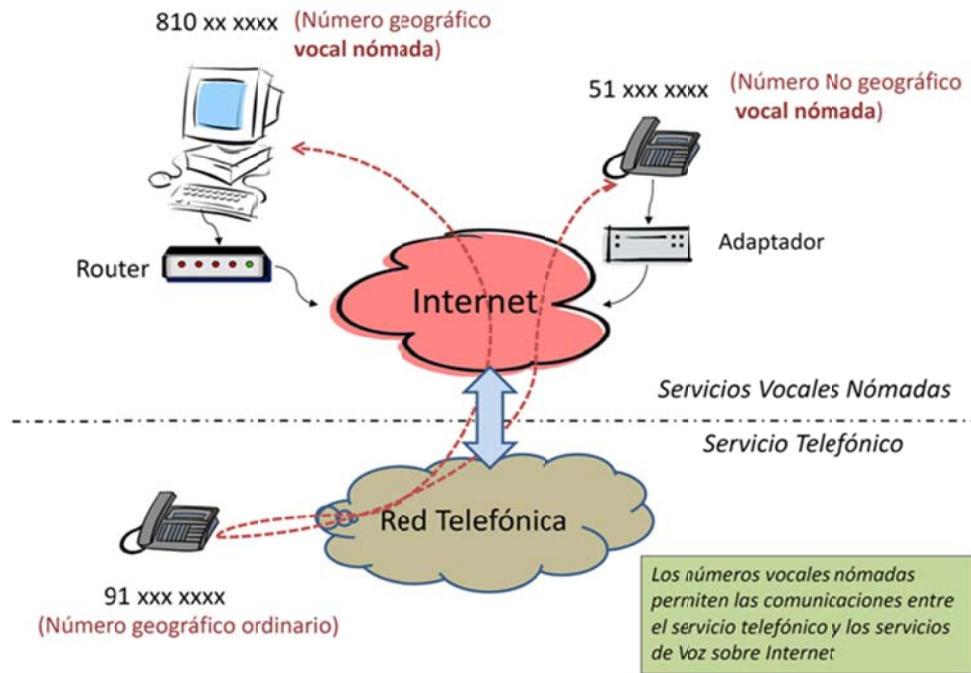 810 xx xxxx (Número geográfico
vocal nómada)
51 xxx xxxx (Número No geográfico
vocal nómada)
Router
Adaptador
Internet
Servicios Vocales Nómadas
Servicio Telefónico
Red Telefónica
91 xxx xxxx
(Número geográfico ordinario)
Los números vocales nómadas
permiten las comunicaciones entre
el servicio telefónico y los servicios
de Voz sobre Internet